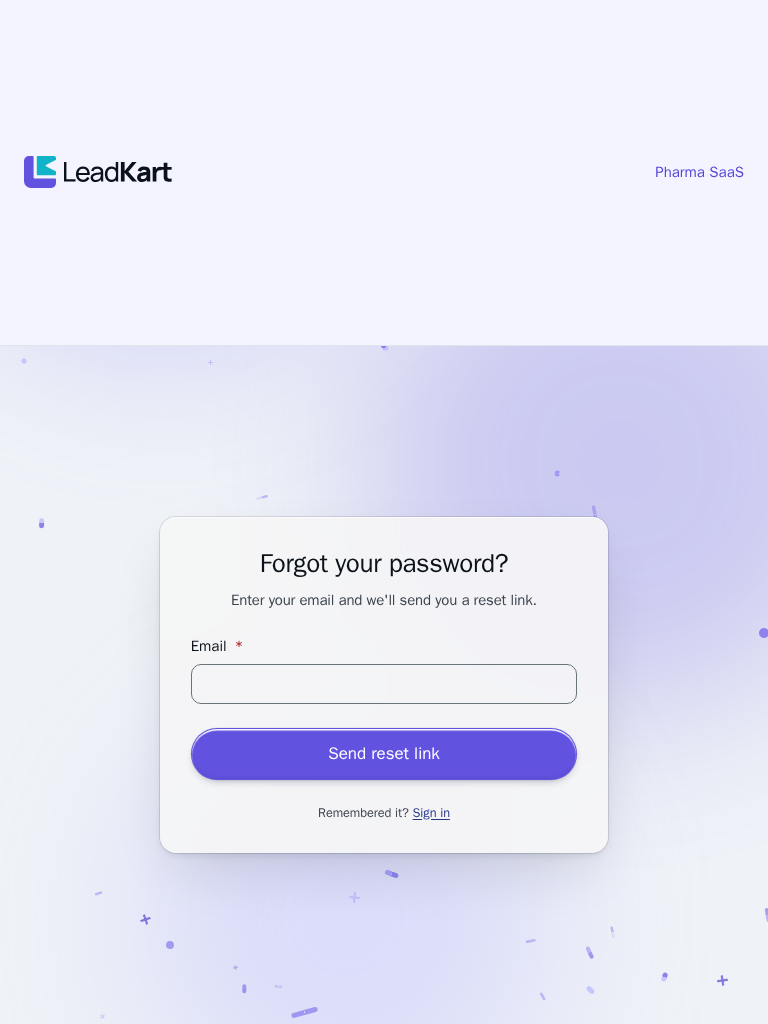 LeadKart
Pharma SaaS
Forgot your password?
Enter your email and we'll send you a reset link.
Email *
Send reset link
Remembered it? Sign in